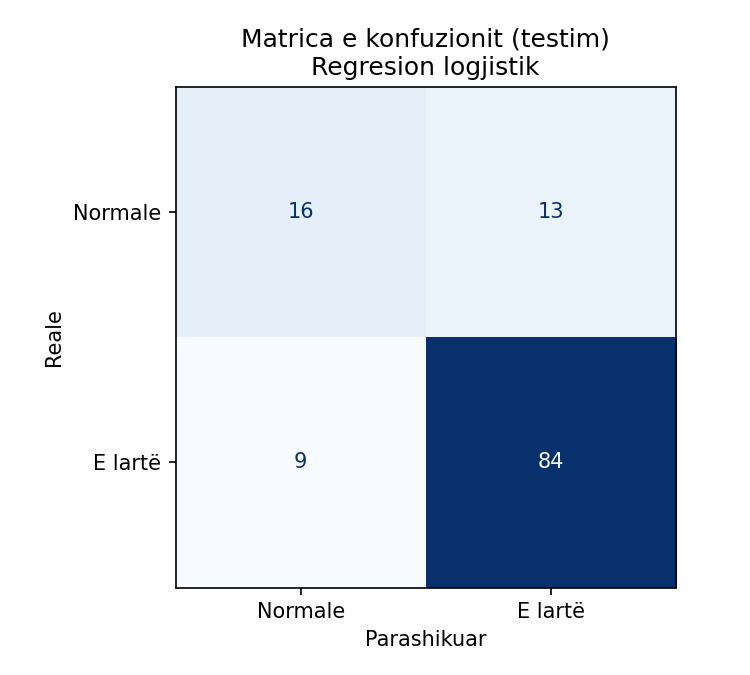 Matrica e konfuzionit (testim)
Regresion logjistik
Normale
16
13
Reale
E lartë
9
84
Normale
E lartë
Parashikuar